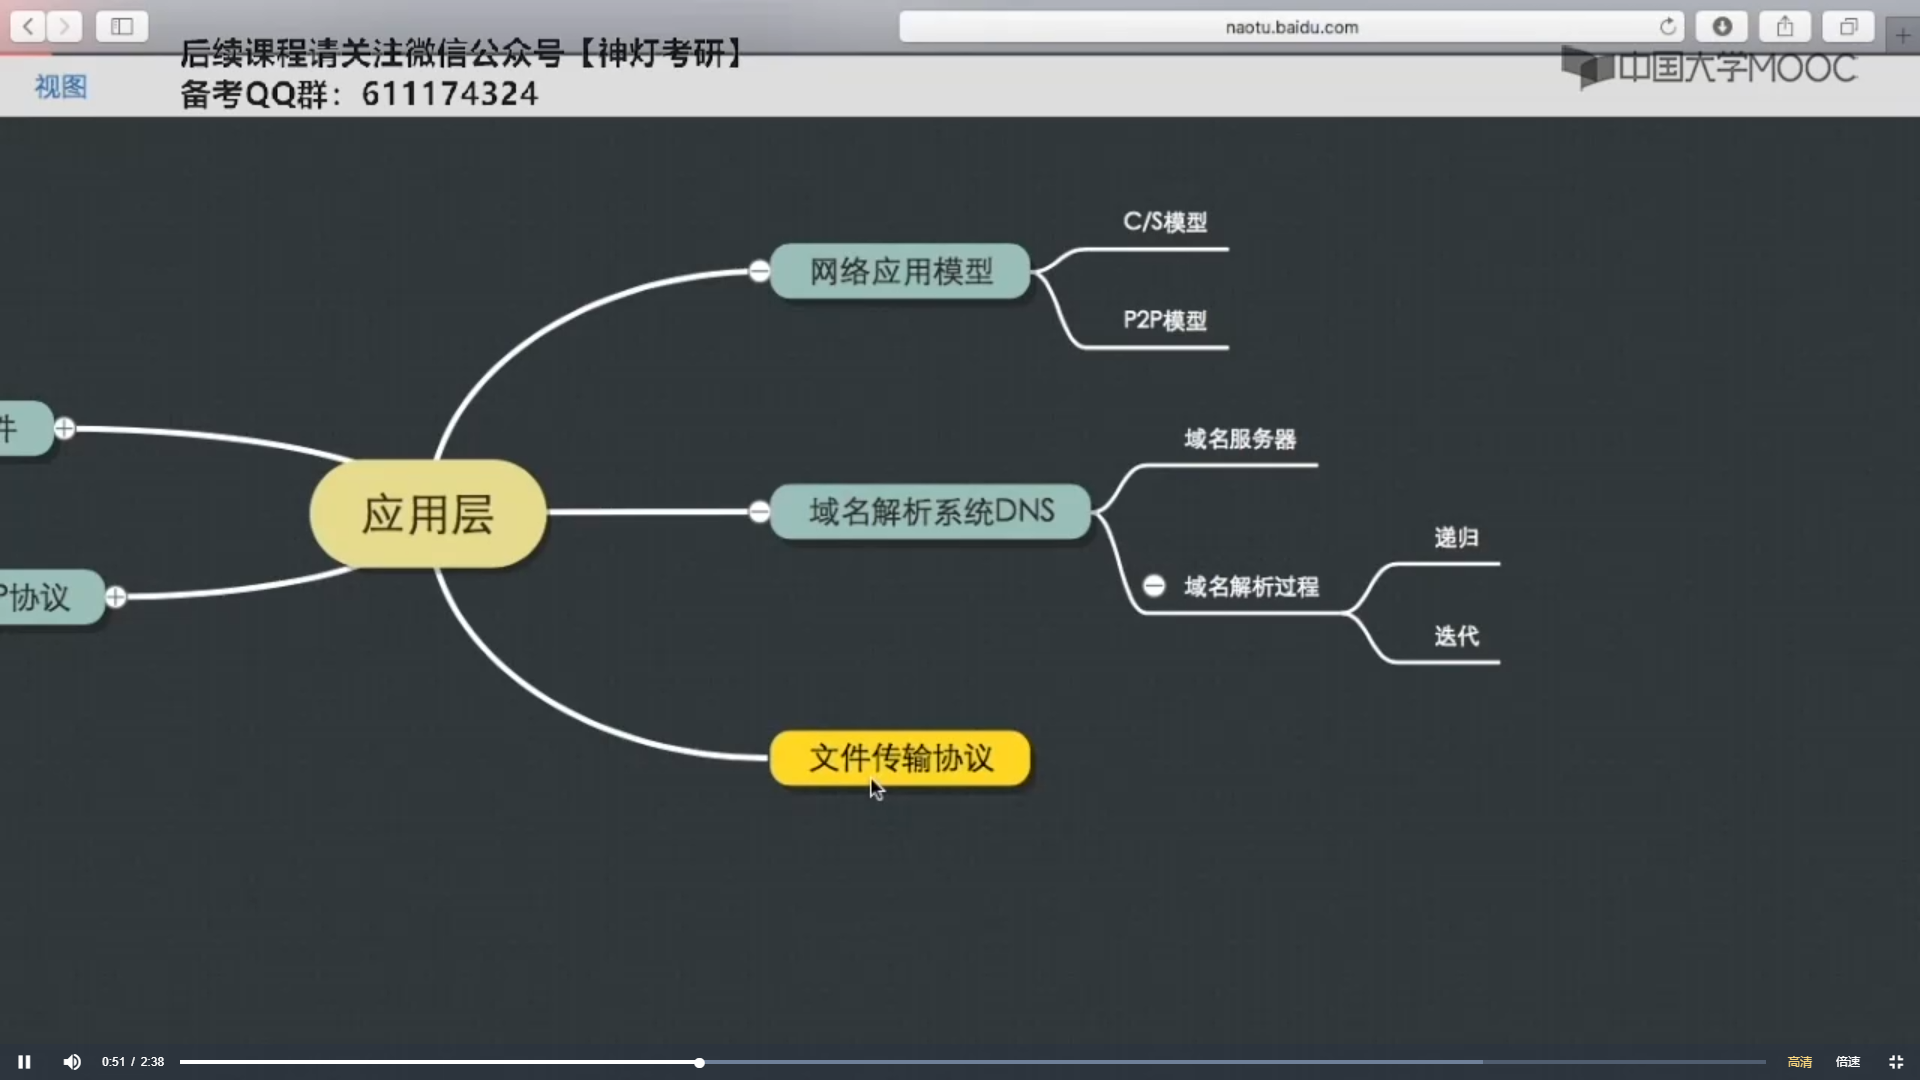 naotu.baidu.com
后续课程请关注微信公众号【神灯考研】
视图
备考QQ群：611174324
中国大学MOOC
C/S模型
网络应用模型
P2P模型
件
域名服务器
应用层
域名解析系统DNS
递归
域名解析过程
P协议
迭代
文件传输协议
0:51 / 2:38
高清
倍速